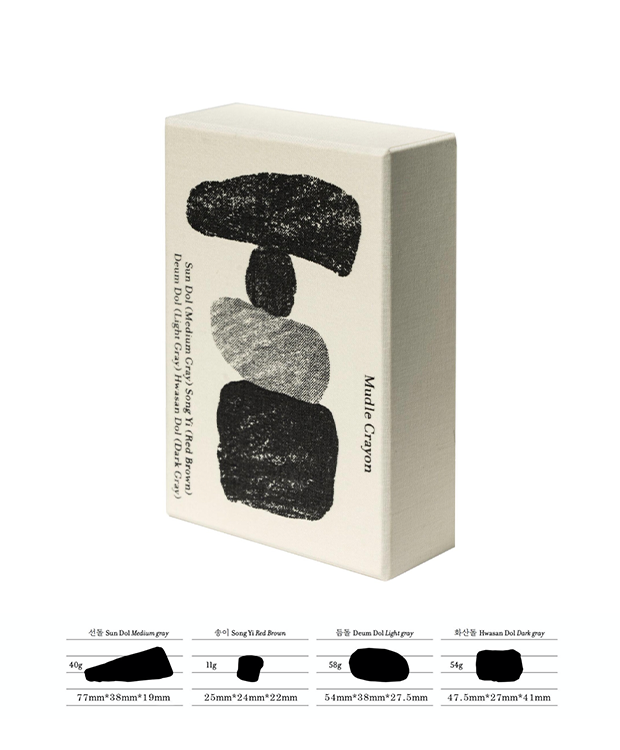 Mudle Crayon
Sun Dol (Medium Gray) Song Yi (Red Brown)
Deum Dol (Light Gray) Hwasan Dol (Dark Gray)
선돌 Sun Dol Medium gray
40g
77mm*38mm*19mm
송이 Song Yi Red Brown
11g
25mm*24mm*22mm
듬돌 Deum Dol Light gray
58g
54mm*38mm*27.5mm
화산돌 Hwasan Dol Dark gray
54g
47.5mm*27mm*41mm